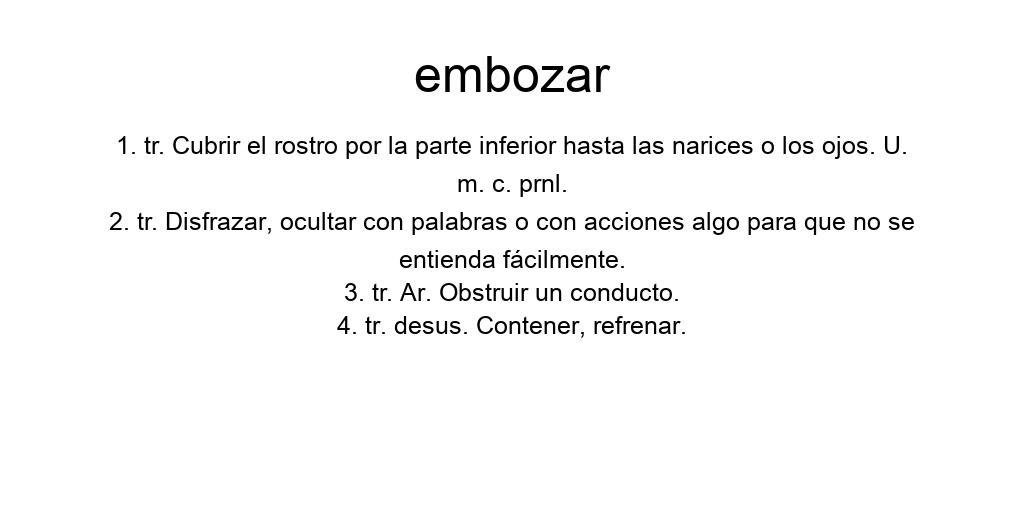 embozar
1. tr. Cubrir el rostro por la parte inferior hasta las narices o los ojos. U.
m. c. prnl.
2. tr. Disfrazar, ocultar con palabras o con acciones algo para que no se
entienda fácilmente.
3. tr. Ar. Obstruir un conducto.
4. tr. desus. Contener, refrenar.